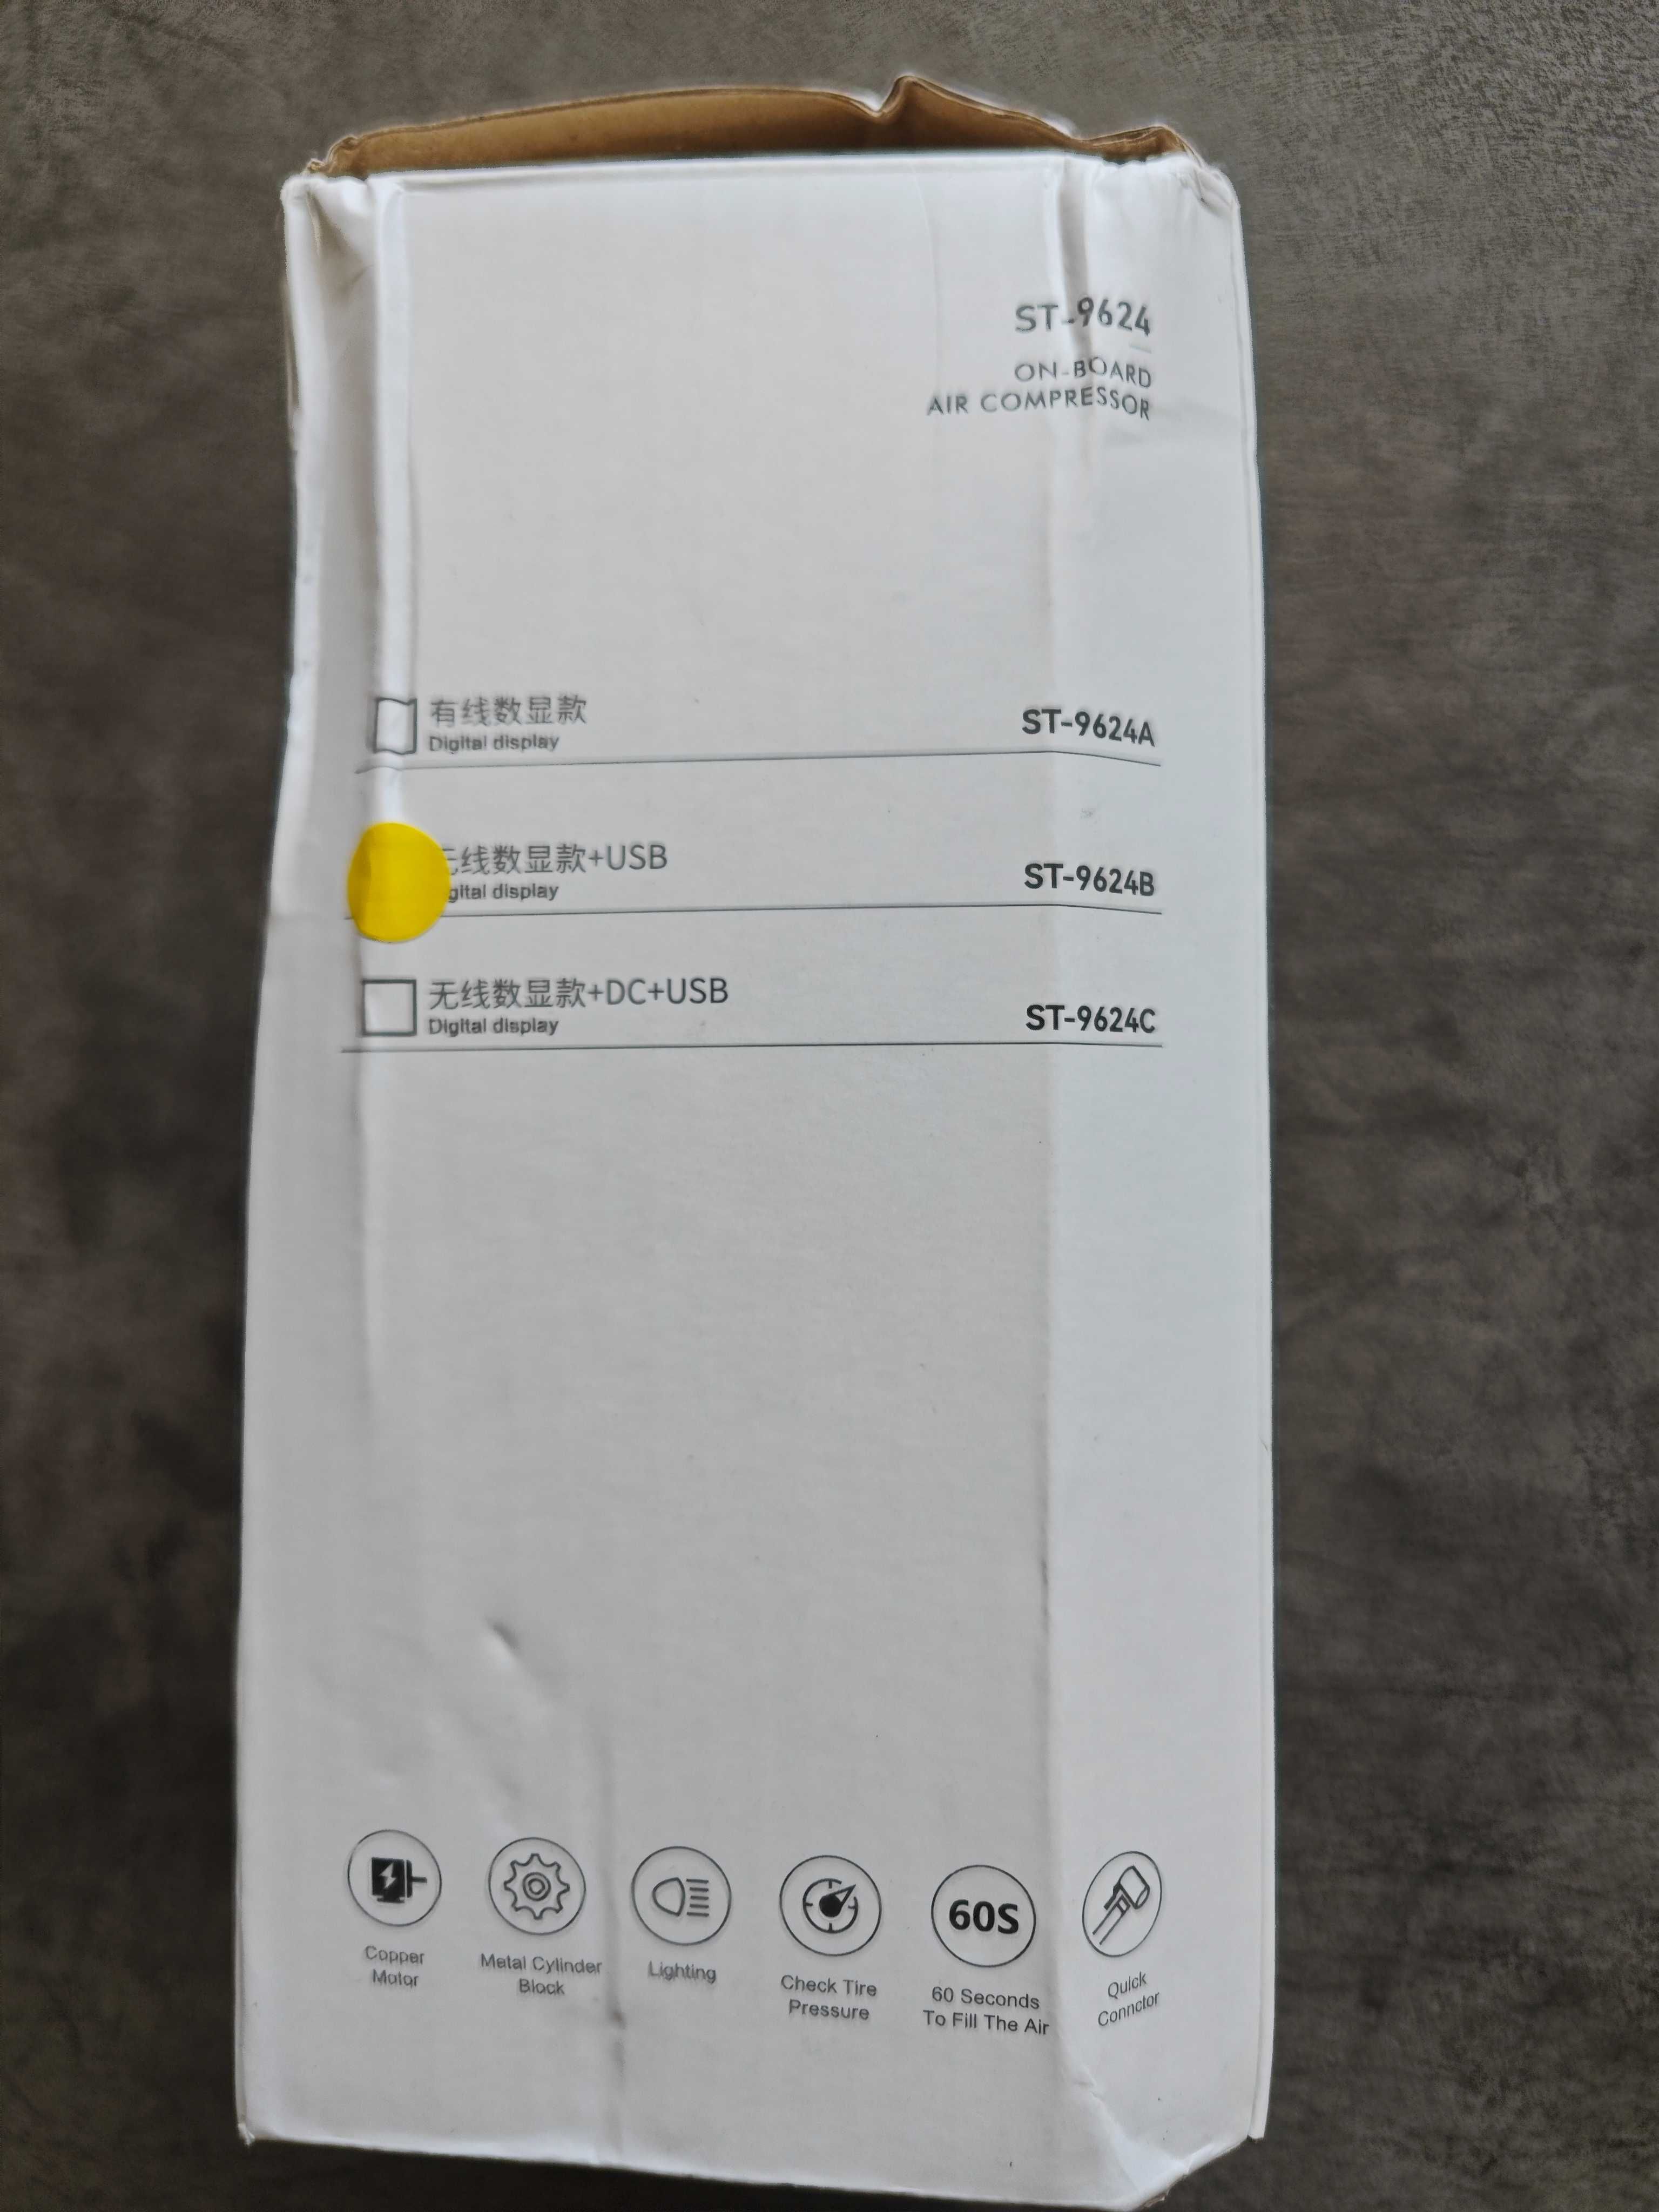 ST-9624
ON-BOARD
AIR COMPRESSOR
有线数显款
Digital display
ST-9624A
线数显款+USB
display
ST-9624B
无线数显款+DC+USB
Digital display
ST-9624C
Copper
Motor
Metal Cylinder
Block
Lighting
Check Tire
Pressure
60S
60 Seconds
To Fill The Air
Quick
Connctor